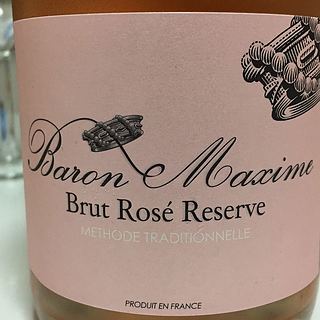 Baron Maxime
Brut Rosé Reserve
METHODE TRADITIONNELLE
PRODUIT EN FRANCE